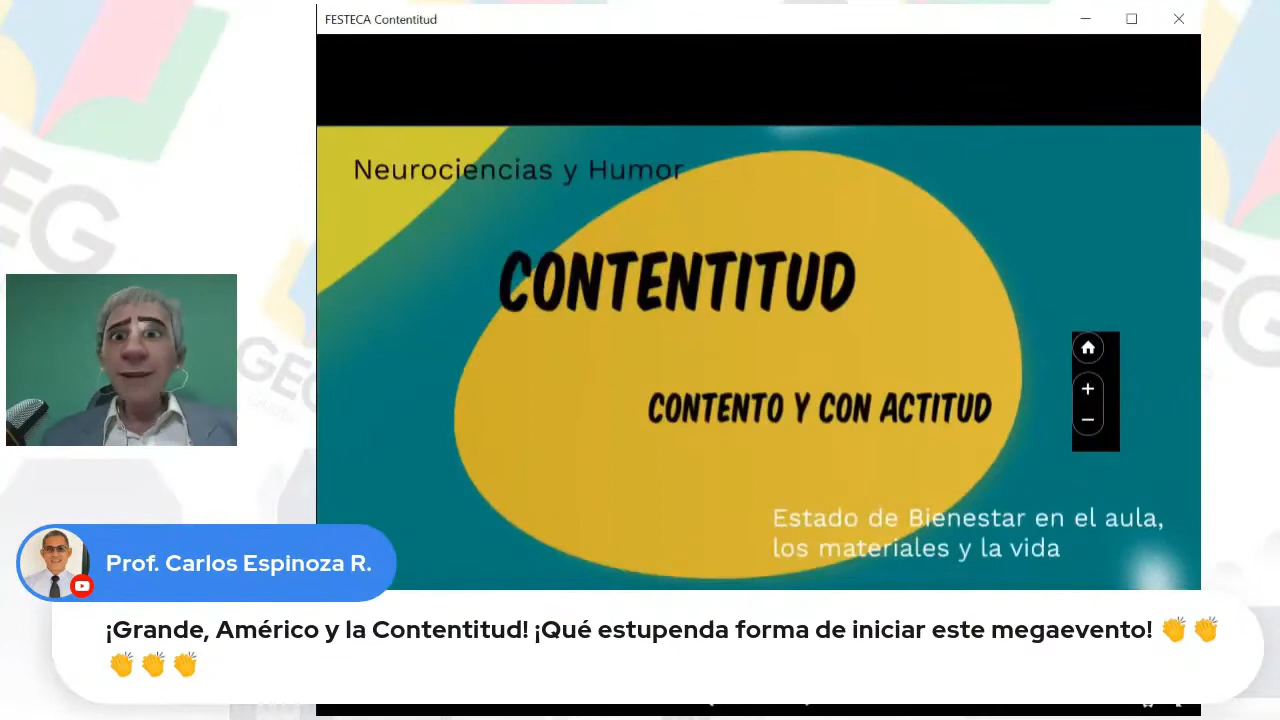 FESTECA Contentitud
Neurociencias y Humor
CONTENTITUD
CONTENTO Y CON ACTITUD
Estado de Bienestar en el aula,
los materiales y la vida
Prof. Carlos Espinoza R.
¡Grande, Américo y la Contentitud! ¡Qué estupenda forma de iniciar este megaevento! 👏👏
👏👏👏